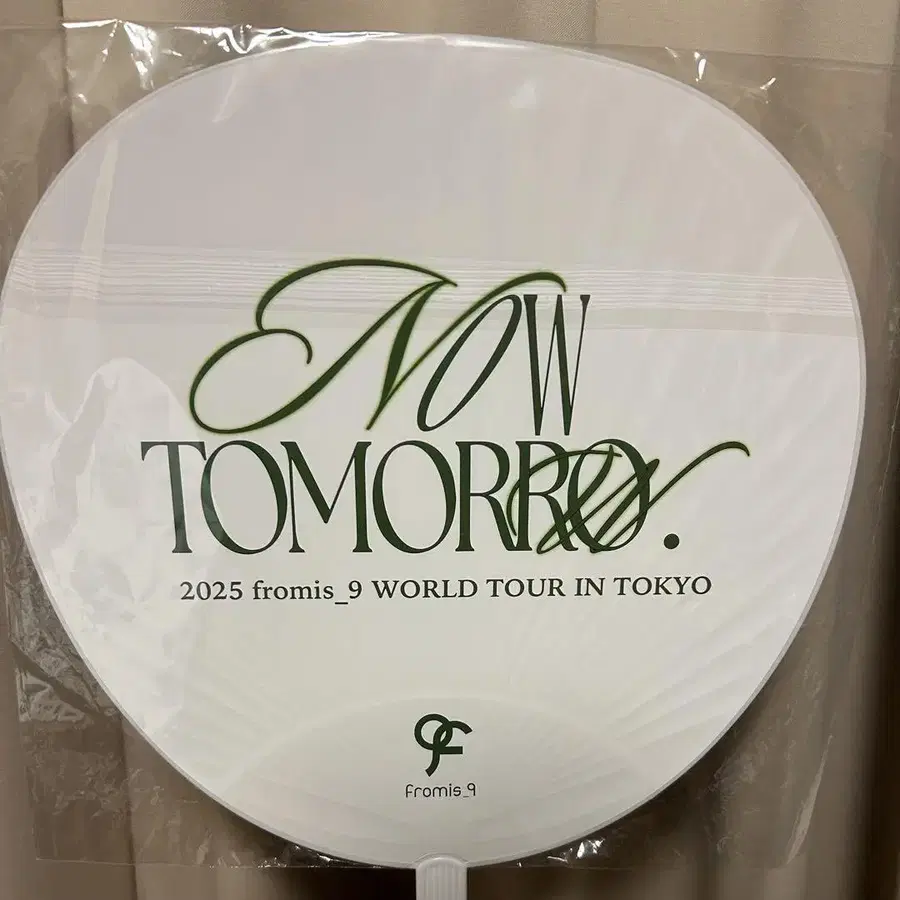 NOW
TOMORROW.
2025 fromis_9 WORLD TOUR IN TOKYO
fromis_9